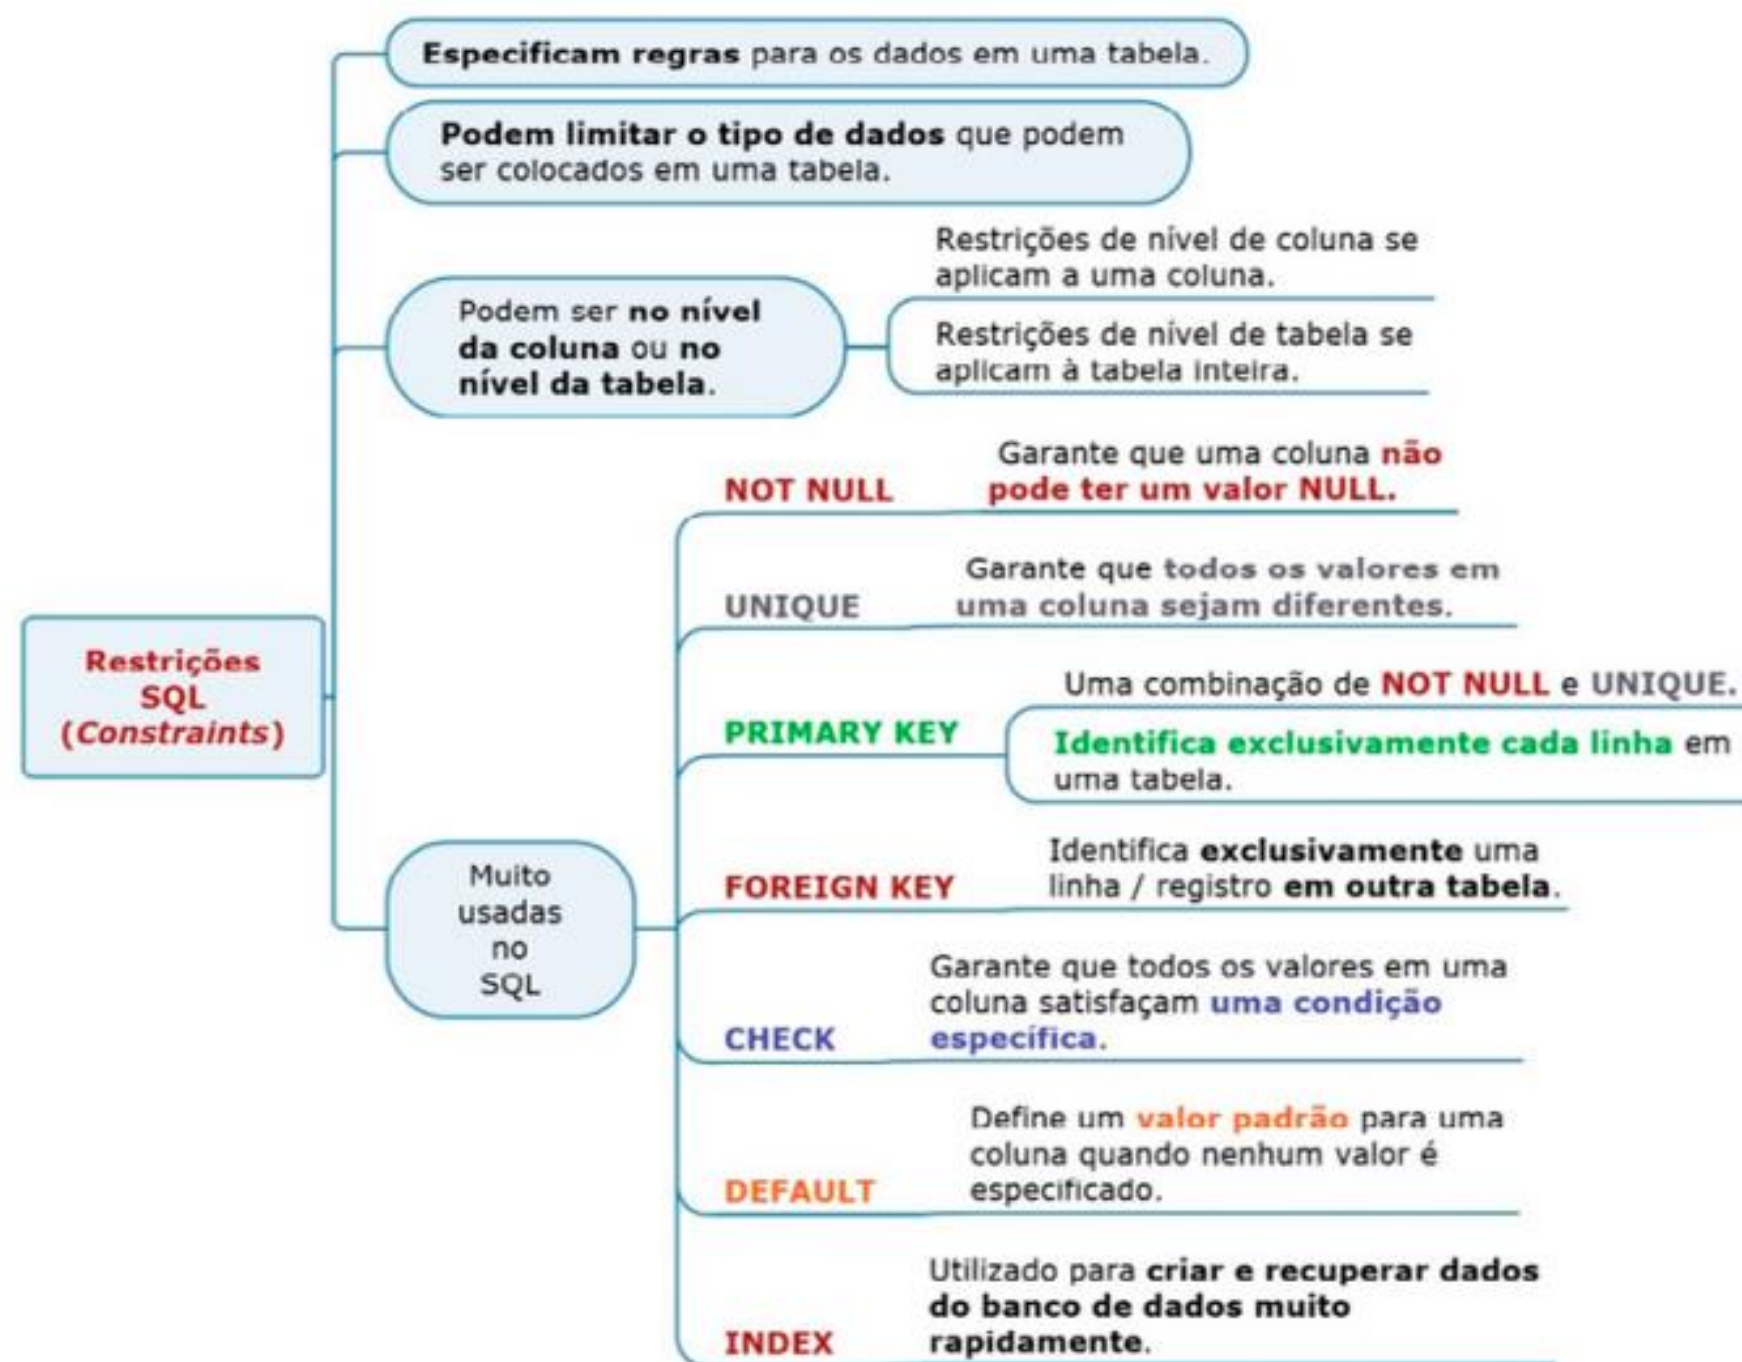 Especificam regras para os dados em uma tabela.
Podem limitar o tipo de dados que podem
ser colocados em uma tabela.
Podem ser no nível
da coluna ou no
nível da tabela.
Restrições de nível de coluna se
aplicam a uma coluna.
Restrições de nível de tabela se
aplicam à tabela inteira.
Restrições
SQL
(Constraints)
Muito
usadas
no
SQL
NOT NULL
Garante que uma coluna não
pode ter um valor NULL.
UNIQUE
Garante que todos os valores em
uma coluna sejam diferentes.
PRIMARY KEY
Uma combinação de NOT NULL e UNIQUE.
Identifica exclusivamente cada linha em
uma tabela.
FOREIGN KEY
Identifica exclusivamente uma
linha / registro em outra tabela.
CHECK
Garante que todos os valores em uma
coluna satisfaçam uma condição
específica.
DEFAULT
Define um valor padrão para uma
coluna quando nenhum valor é
especificado.
INDEX
Utilizado para criar e recuperar dados
do banco de dados muito
rapidamente.